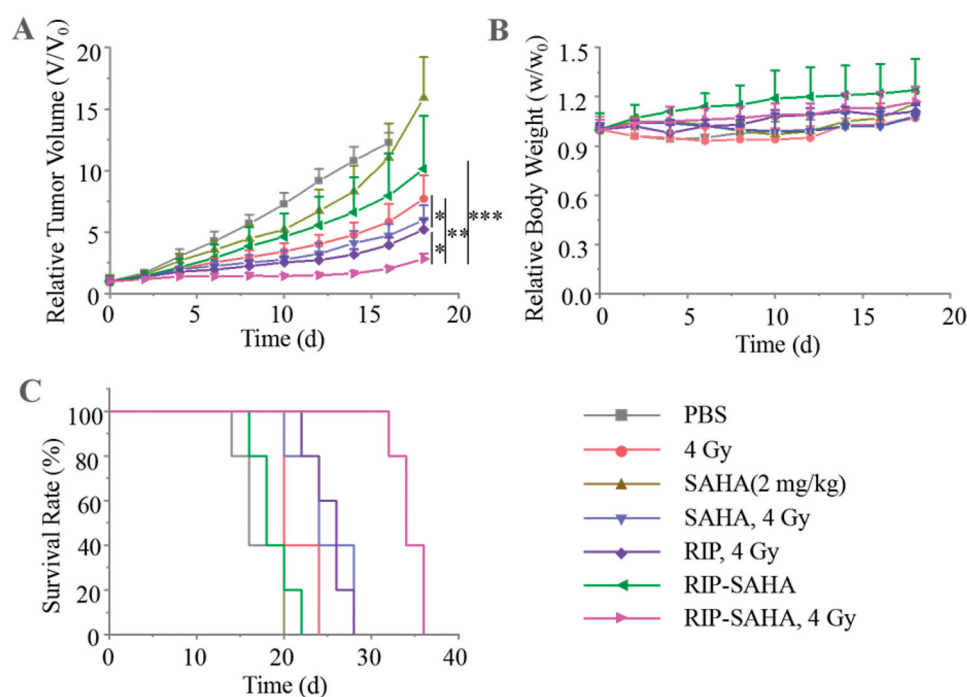 A
Relative Tumor Volume (V/V0)
20
15
10
5
0
0 5 10 15 20
Time (d)
*
*
**
***
B
Relative Body Weight (w/w0)
1.5
1.2
0.9
0.6
0.3
0.0
0 5 10 15 20
Time (d)
C
Survival Rate (%)
100
80
60
40
20
0
0 10 20 30 40
Time (d)
PBS
4 Gy
SAHA(2 mg/kg)
SAHA, 4 Gy
RIP, 4 Gy
RIP-SAHA
RIP-SAHA, 4 Gy